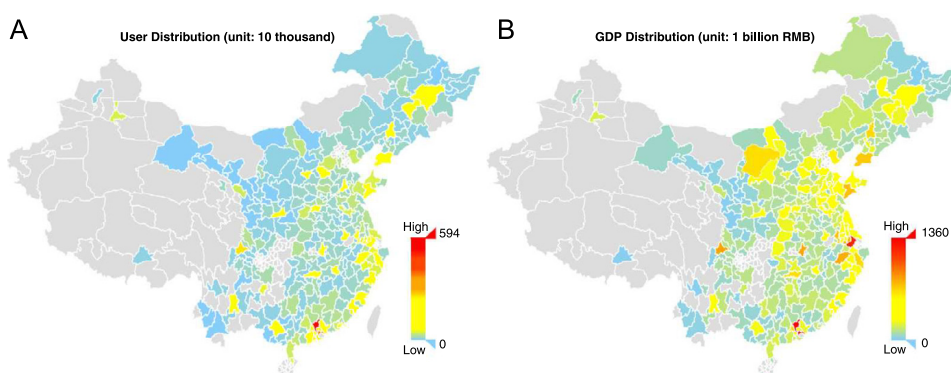 A
User Distribution (unit: 10 thousand)
High
594
Low
0
B
GDP Distribution (unit: 1 billion RMB)
High
1360
Low
0